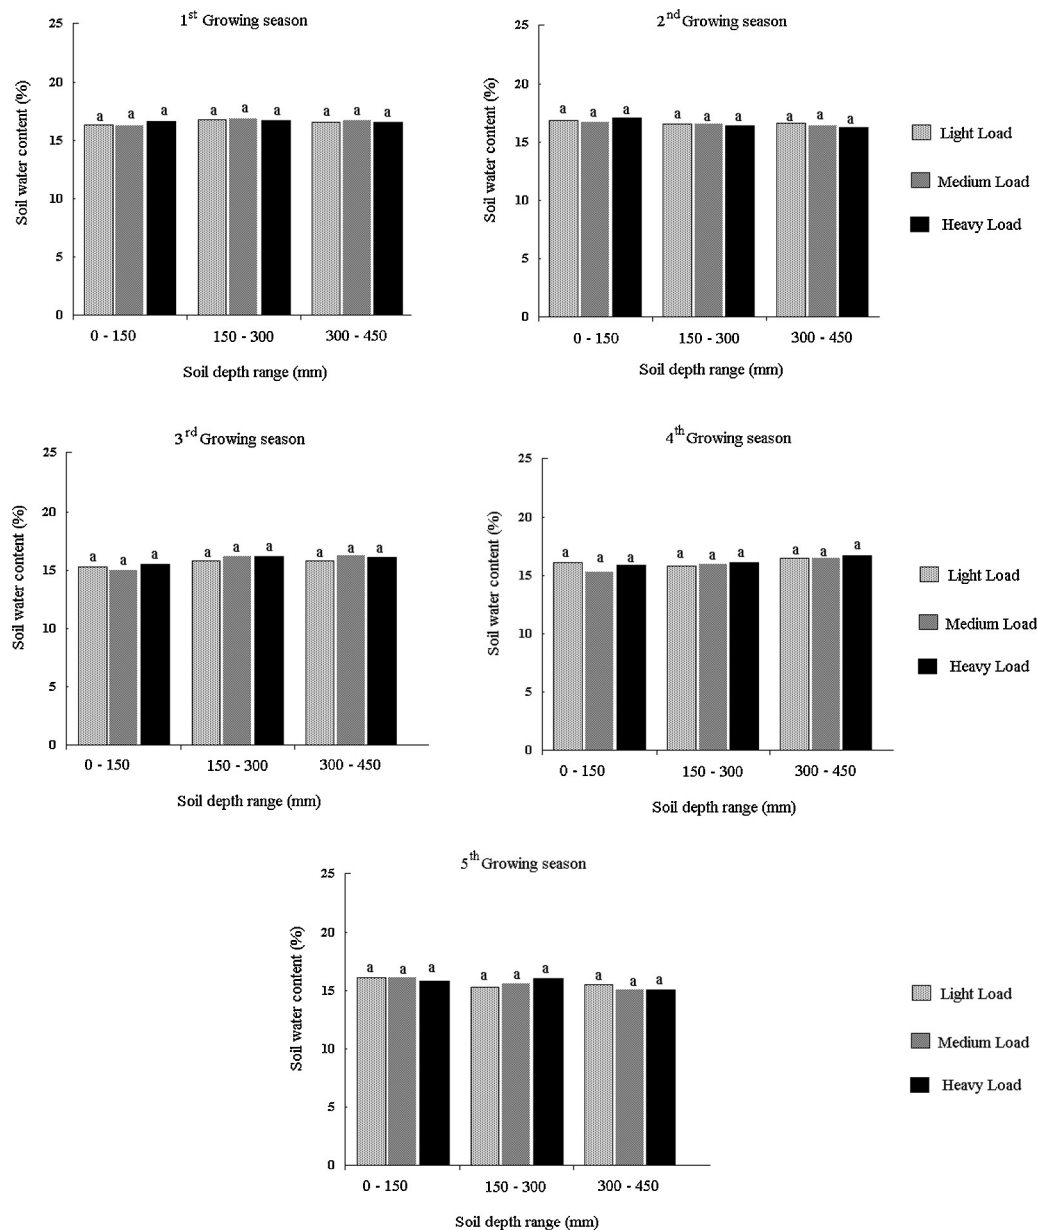 1st Growing season
25
20
15
10
5
0
Soil water content (%)
a a a a a a a a a
0 - 150 150 - 300 300 - 450
Soil depth range (mm)
2nd Growing season
25
20
15
10
5
0
Soil water content (%)
a a a a a a a a a
0 - 150 150 - 300 300 - 450
Soil depth range (mm)
Light Load
Medium Load
Heavy Load
3rd Growing season
25
20
15
10
5
0
Soil water content (%)
a a a a a a a a a
0 - 150 150 - 300 300 - 450
Soil depth range (mm)
4th Growing season
25
20
15
10
5
0
Soil water content (%)
a a a a a a a a a
0 - 150 150 - 300 300 - 450
Soil depth range (mm)
Light Load
Medium Load
Heavy Load
5th Growing season
25
20
15
10
5
0
Soil water content (%)
a a a a a a a a a
0 - 150 150 - 300 300 - 450
Soil depth range (mm)
Light Load
Medium Load
Heavy Load